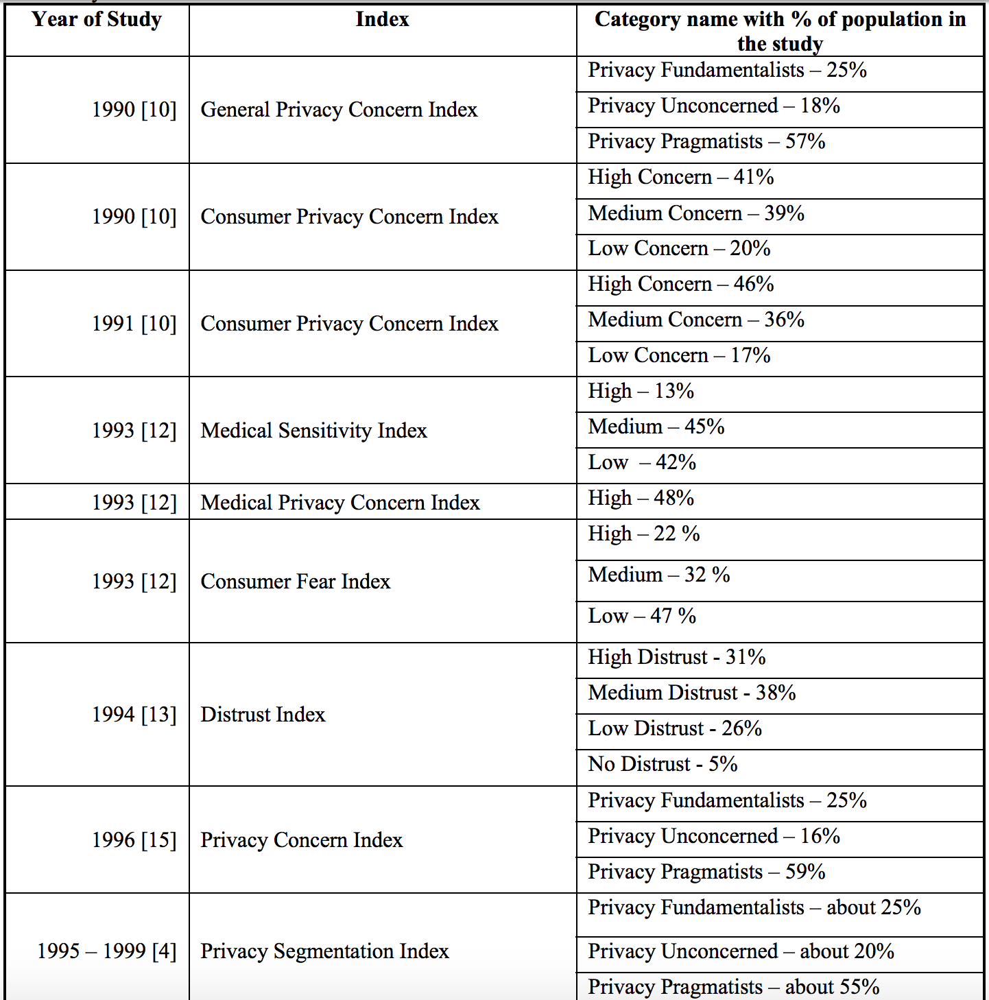 Year of Study
Index
Category name with % of population in
the study
1990 [10]
General Privacy Concern Index
Privacy Fundamentalists – 25%
Privacy Unconcerned – 18%
Privacy Pragmatists – 57%
1990 [10]
Consumer Privacy Concern Index
High Concern – 41%
Medium Concern – 39%
Low Concern – 20%
1991 [10]
Consumer Privacy Concern Index
High Concern – 46%
Medium Concern – 36%
Low Concern – 17%
1993 [12]
Medical Sensitivity Index
High – 13%
Medium – 45%
Low  – 42%
1993 [12]
Medical Privacy Concern Index
High – 48%
1993 [12]
Consumer Fear Index
High – 22 %
Medium – 32 %
Low – 47 %
1994 [13]
Distrust Index
High Distrust - 31%
Medium Distrust - 38%
Low Distrust - 26%
No Distrust - 5%
1996 [15]
Privacy Concern Index
Privacy Fundamentalists – 25%
Privacy Unconcerned – 16%
Privacy Pragmatists – 59%
1995 – 1999 [4]
Privacy Segmentation Index
Privacy Fundamentalists – about 25%
Privacy Unconcerned – about 20%
Privacy Pragmatists – about 55%